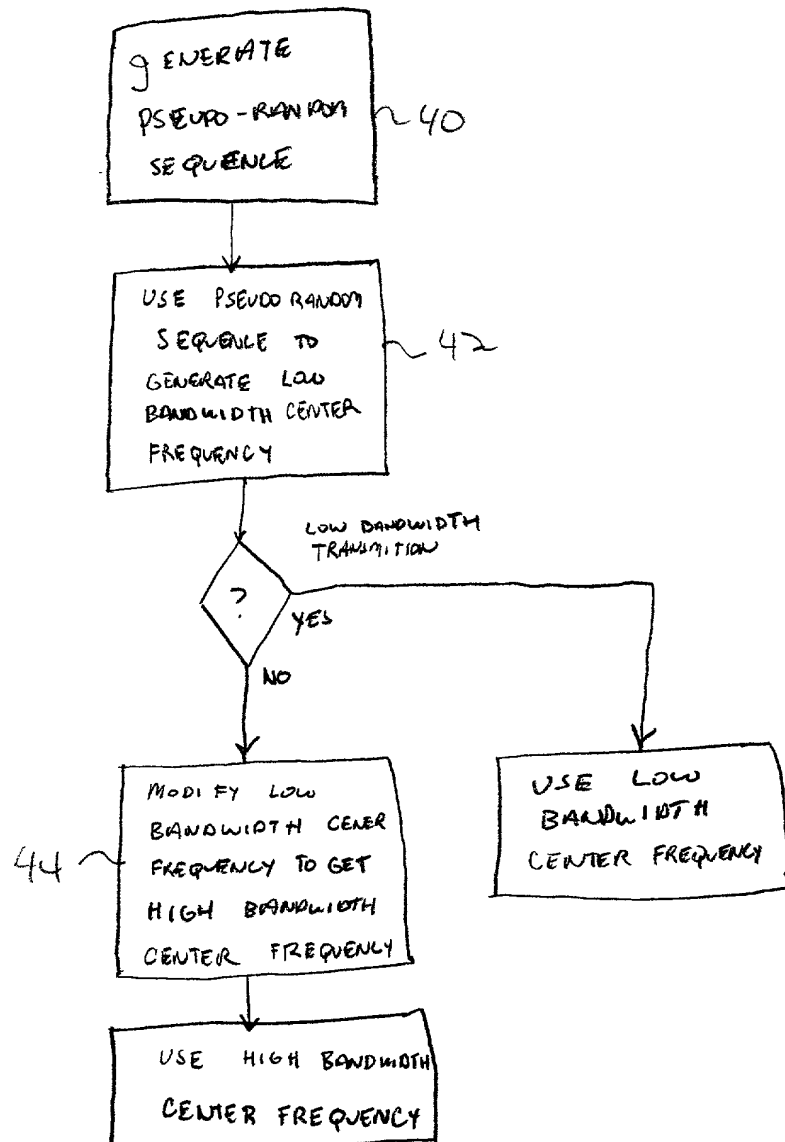 gENERATE
PSEUDO-RANDOM
SEQUENCE
40
USE PSEUDO RANDOM
SEQUENCE TO
GENERATE LOW
BANDWIDTH CENTER
FREQUENCY
42
LOW BANDWIDTH
TRANSMITION
?
YES
NO
MODIFY LOW
BANDWIDTH CENER
FREQUENCY TO GET
HIGH BANDWIDTH
CENTER FREQUENCY
44
USE LOW
BANDWIDTH
CENTER FREQUENCY
USE HIGH BANDWIDTH
CENTER FREQUENCY